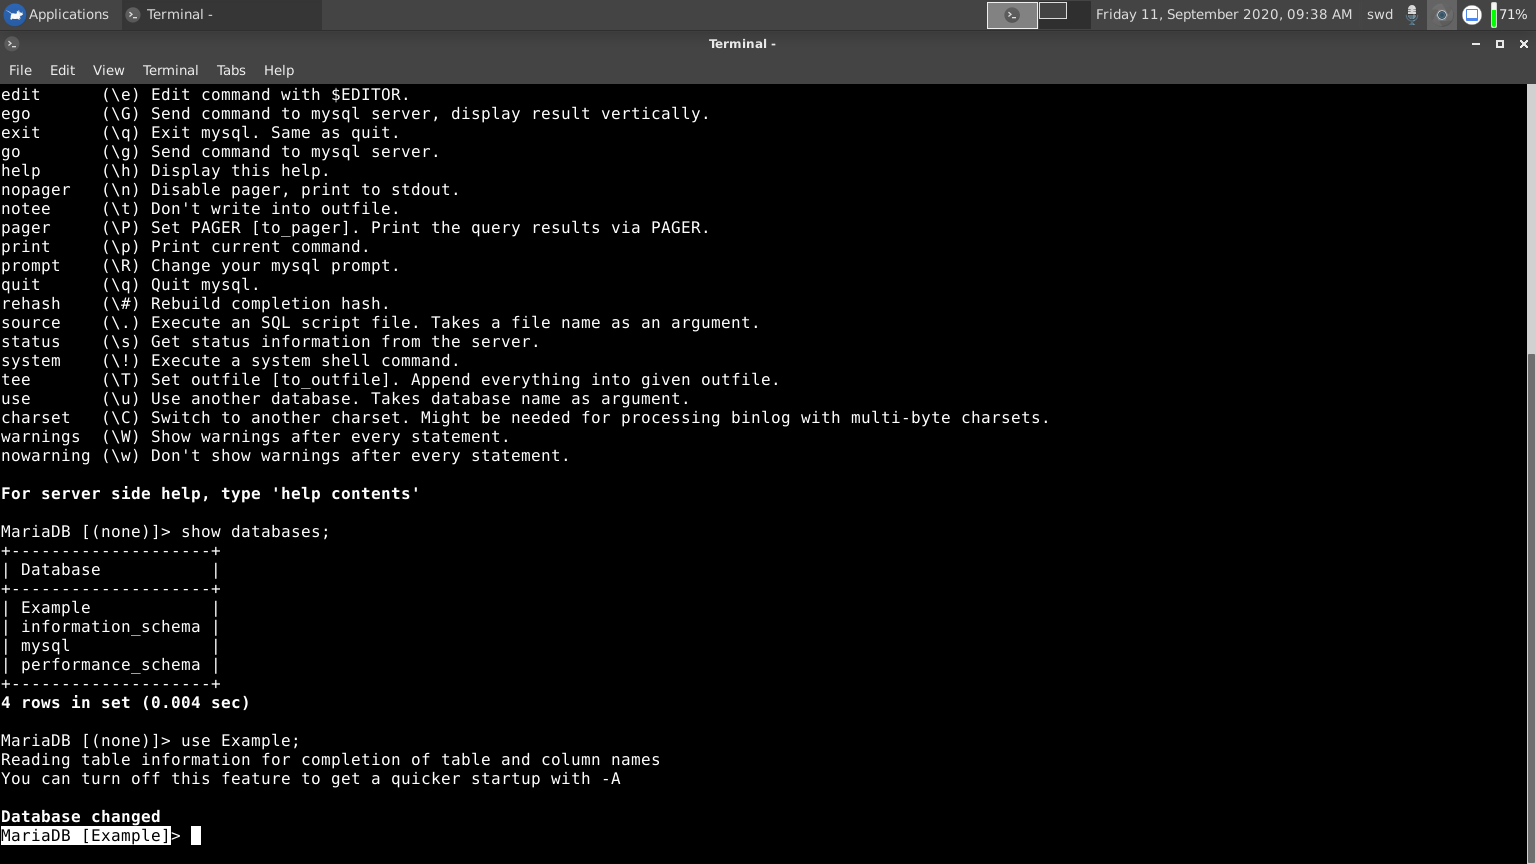 Applications
Terminal -
Friday 11, September 2020, 09:38 AM
swd
71%
Terminal -
File Edit View Terminal Tabs Help
edit      (\e) Edit command with $EDITOR.
ego       (\G) Send command to mysql server, display result vertically.
exit      (\q) Exit mysql. Same as quit.
go        (\g) Send command to mysql server.
help      (\h) Display this help.
nopager   (\n) Disable pager, print to stdout.
notee     (\t) Don't write into outfile.
pager     (\P) Set PAGER [to_pager]. Print the query results via PAGER.
print     (\p) Print current command.
prompt    (\R) Change your mysql prompt.
quit      (\q) Quit mysql.
rehash    (\#) Rebuild completion hash.
source    (\.) Execute an SQL script file. Takes a file name as an argument.
status    (\s) Get status information from the server.
system    (\!) Execute a system shell command.
tee       (\T) Set outfile [to_outfile]. Append everything into given outfile.
use       (\u) Use another database. Takes database name as argument.
charset   (\C) Switch to another charset. Might be needed for processing binlog with multi-byte charsets.
warnings  (\W) Show warnings after every statement.
nowarning (\w) Don't show warnings after every statement.
For server side help, type 'help contents'
MariaDB [(none)]> show databases;
+--------------------+
| Database           |
+--------------------+
| Example            |
| information_schema |
| mysql              |
| performance_schema |
+--------------------+
4 rows in set (0.004 sec)
MariaDB [(none)]> use Example;
Reading table information for completion of table and column names
You can turn off this feature to get a quicker startup with -A
Database changed
MariaDB [Example]>